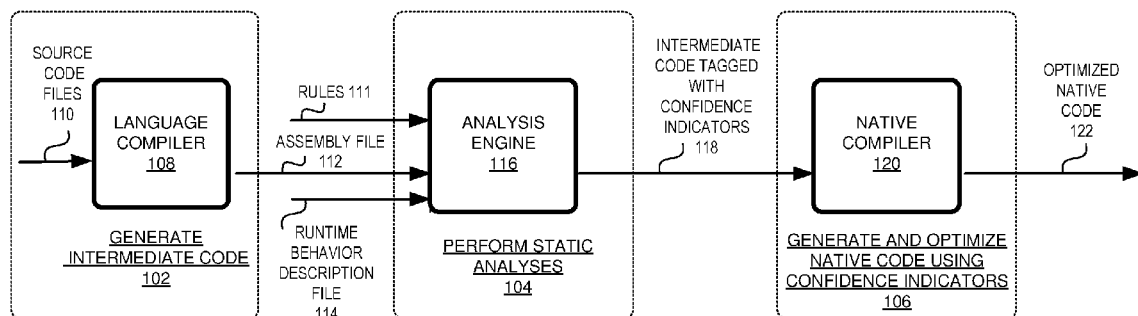 SOURCE
CODE
FILES
110
LANGUAGE
COMPILER
108
GENERATE
INTERMEDIATE CODE
102
RULES 111
ASSEMBLY FILE
112
RUNTIME
BEHAVIOR
DESCRIPTION
FILE
114
ANALYSIS
ENGINE
116
PERFORM STATIC
ANALYSES
104
INTERMEDIATE
CODE TAGGED
WITH
CONFIDENCE
INDICATORS
118
NATIVE
COMPILER
120
GENERATE AND OPTIMIZE
NATIVE CODE USING
CONFIDENCE INDICATORS
106
OPTIMIZED
NATIVE
CODE
122